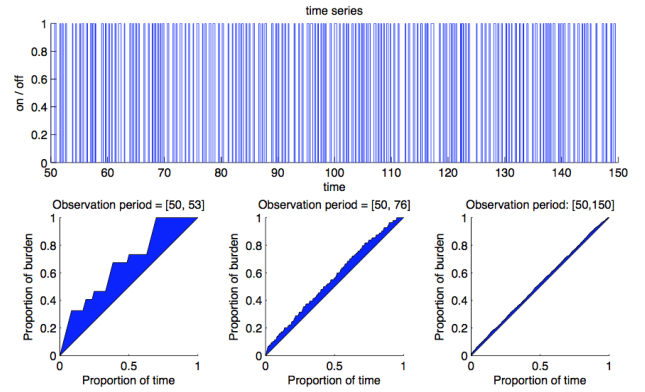 time series
on / off
1
0.8
0.6
0.4
0.2
0
50 60 70 80 90 100 110 120 130 140 150
time
Observation period = [50, 53]
Proportion of burden
1
0.8
0.6
0.4
0.2
0
0 0.5 1
Proportion of time
Observation period = [50, 76]
Proportion of burden
1
0.8
0.6
0.4
0.2
0
0 0.5 1
Proportion of time
Observation period: [50,150]
Proportion of burden
1
0.8
0.6
0.4
0.2
0
0 0.5 1
Proportion of time